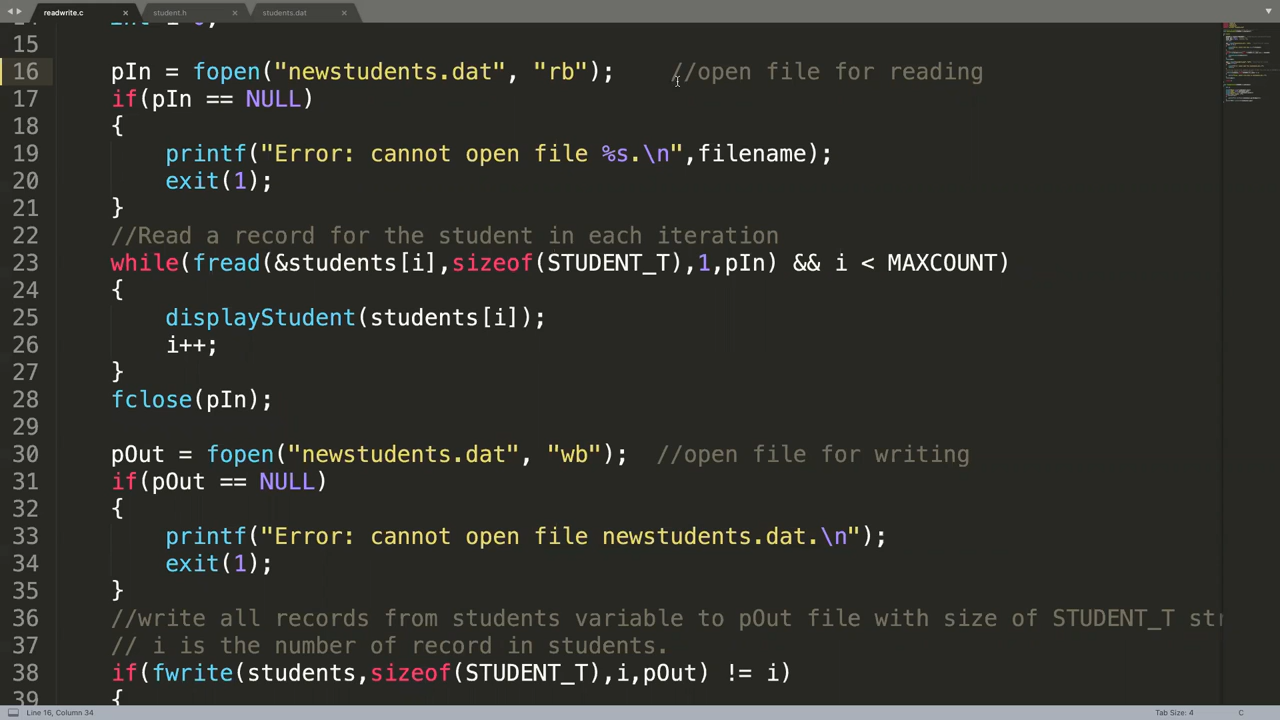 readwrite.c × student.h × students.dat ×
15
16 pIn = fopen("newstudents.dat", "rb"); //open file for reading
17 if(pIn == NULL)
18 {
19 printf("Error: cannot open file %s.\n",filename);
20 exit(1);
21 }
22 //Read a record for the student in each iteration
23 while(fread(&students[i],sizeof(STUDENT_T),1,pIn) && i < MAXCOUNT)
24 {
25 displayStudent(students[i]);
26 i++;
27 }
28 fclose(pIn);
29
30 pOut = fopen("newstudents.dat", "wb"); //open file for writing
31 if(pOut == NULL)
32 {
33 printf("Error: cannot open file newstudents.dat.\n");
34 exit(1);
35 }
36 //write all records from students variable to pOut file with size of STUDENT_T str
37 // i is the number of record in students.
38 if(fwrite(students,sizeof(STUDENT_T),i,pOut) != i)
39 {
Line 16, Column 34 Tab Size: 4 C